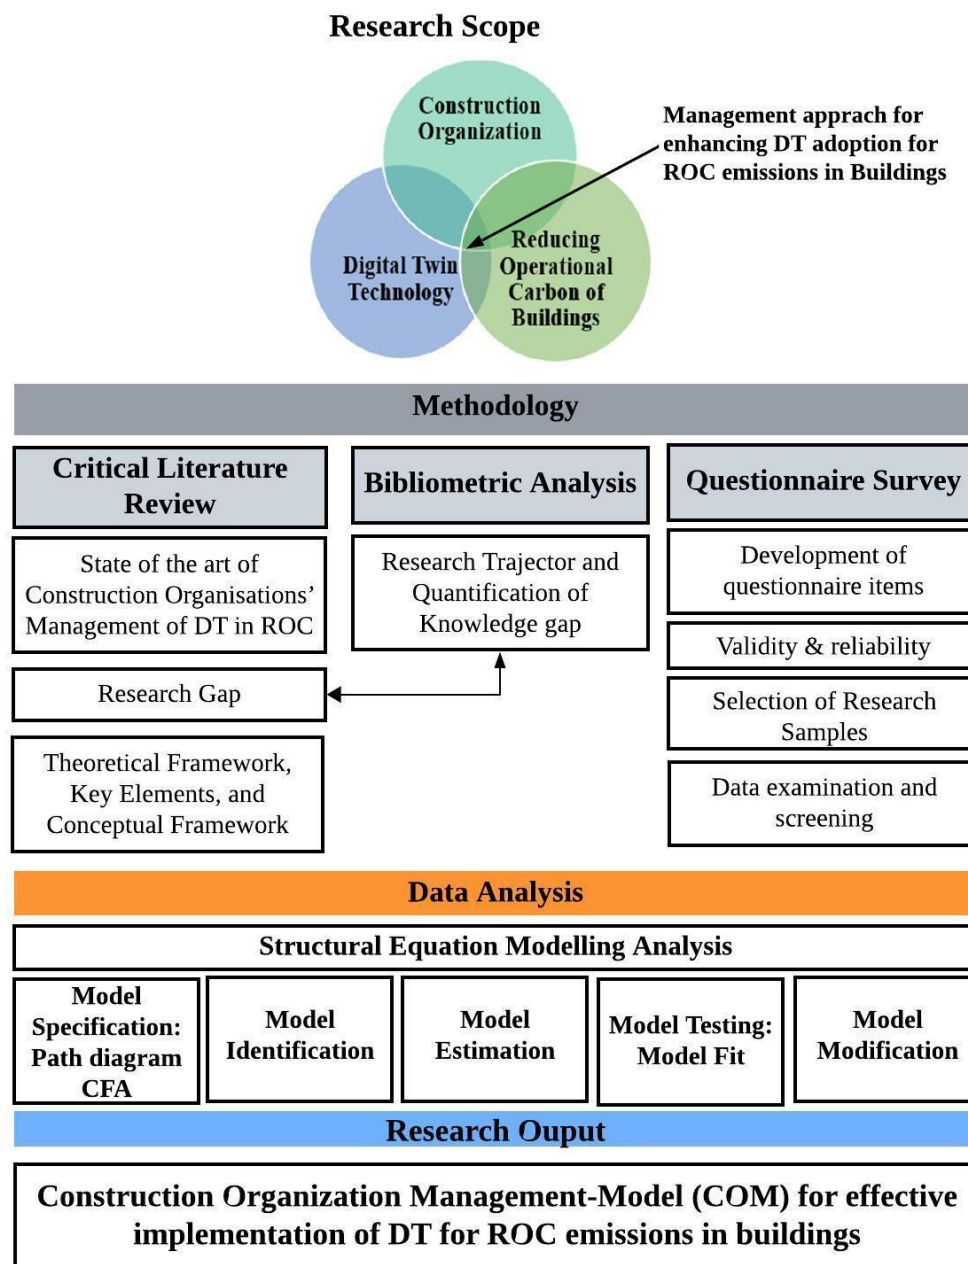 Research Scope
Construction
Organization
Management apprach for
enhancing DT adoption for
ROC emissions in Buildings
Digital Twin
Technology
Reducing
Operational
Carbon of
Buildings
Methodology
Critical Literature
Review
State of the art of
Construction Organisations’
Management of DT in ROC
Research Gap
Theoretical Framework,
Key Elements, and
Conceptual Framework
Bibliometric Analysis
Research Trajector and
Quantification of
Knowledge gap
Questionnaire Survey
Development of
questionnaire items
Validity & reliability
Selection of Research
Samples
Data examination and
screening
Data Analysis
Structural Equation Modelling Analysis
Model
Specification:
Path diagram
CFA
Model
Identification
Model
Estimation
Model Testing:
Model Fit
Model
Modification
Research Ouput
Construction Organization Management-Model (COM) for effective
implementation of DT for ROC emissions in buildings